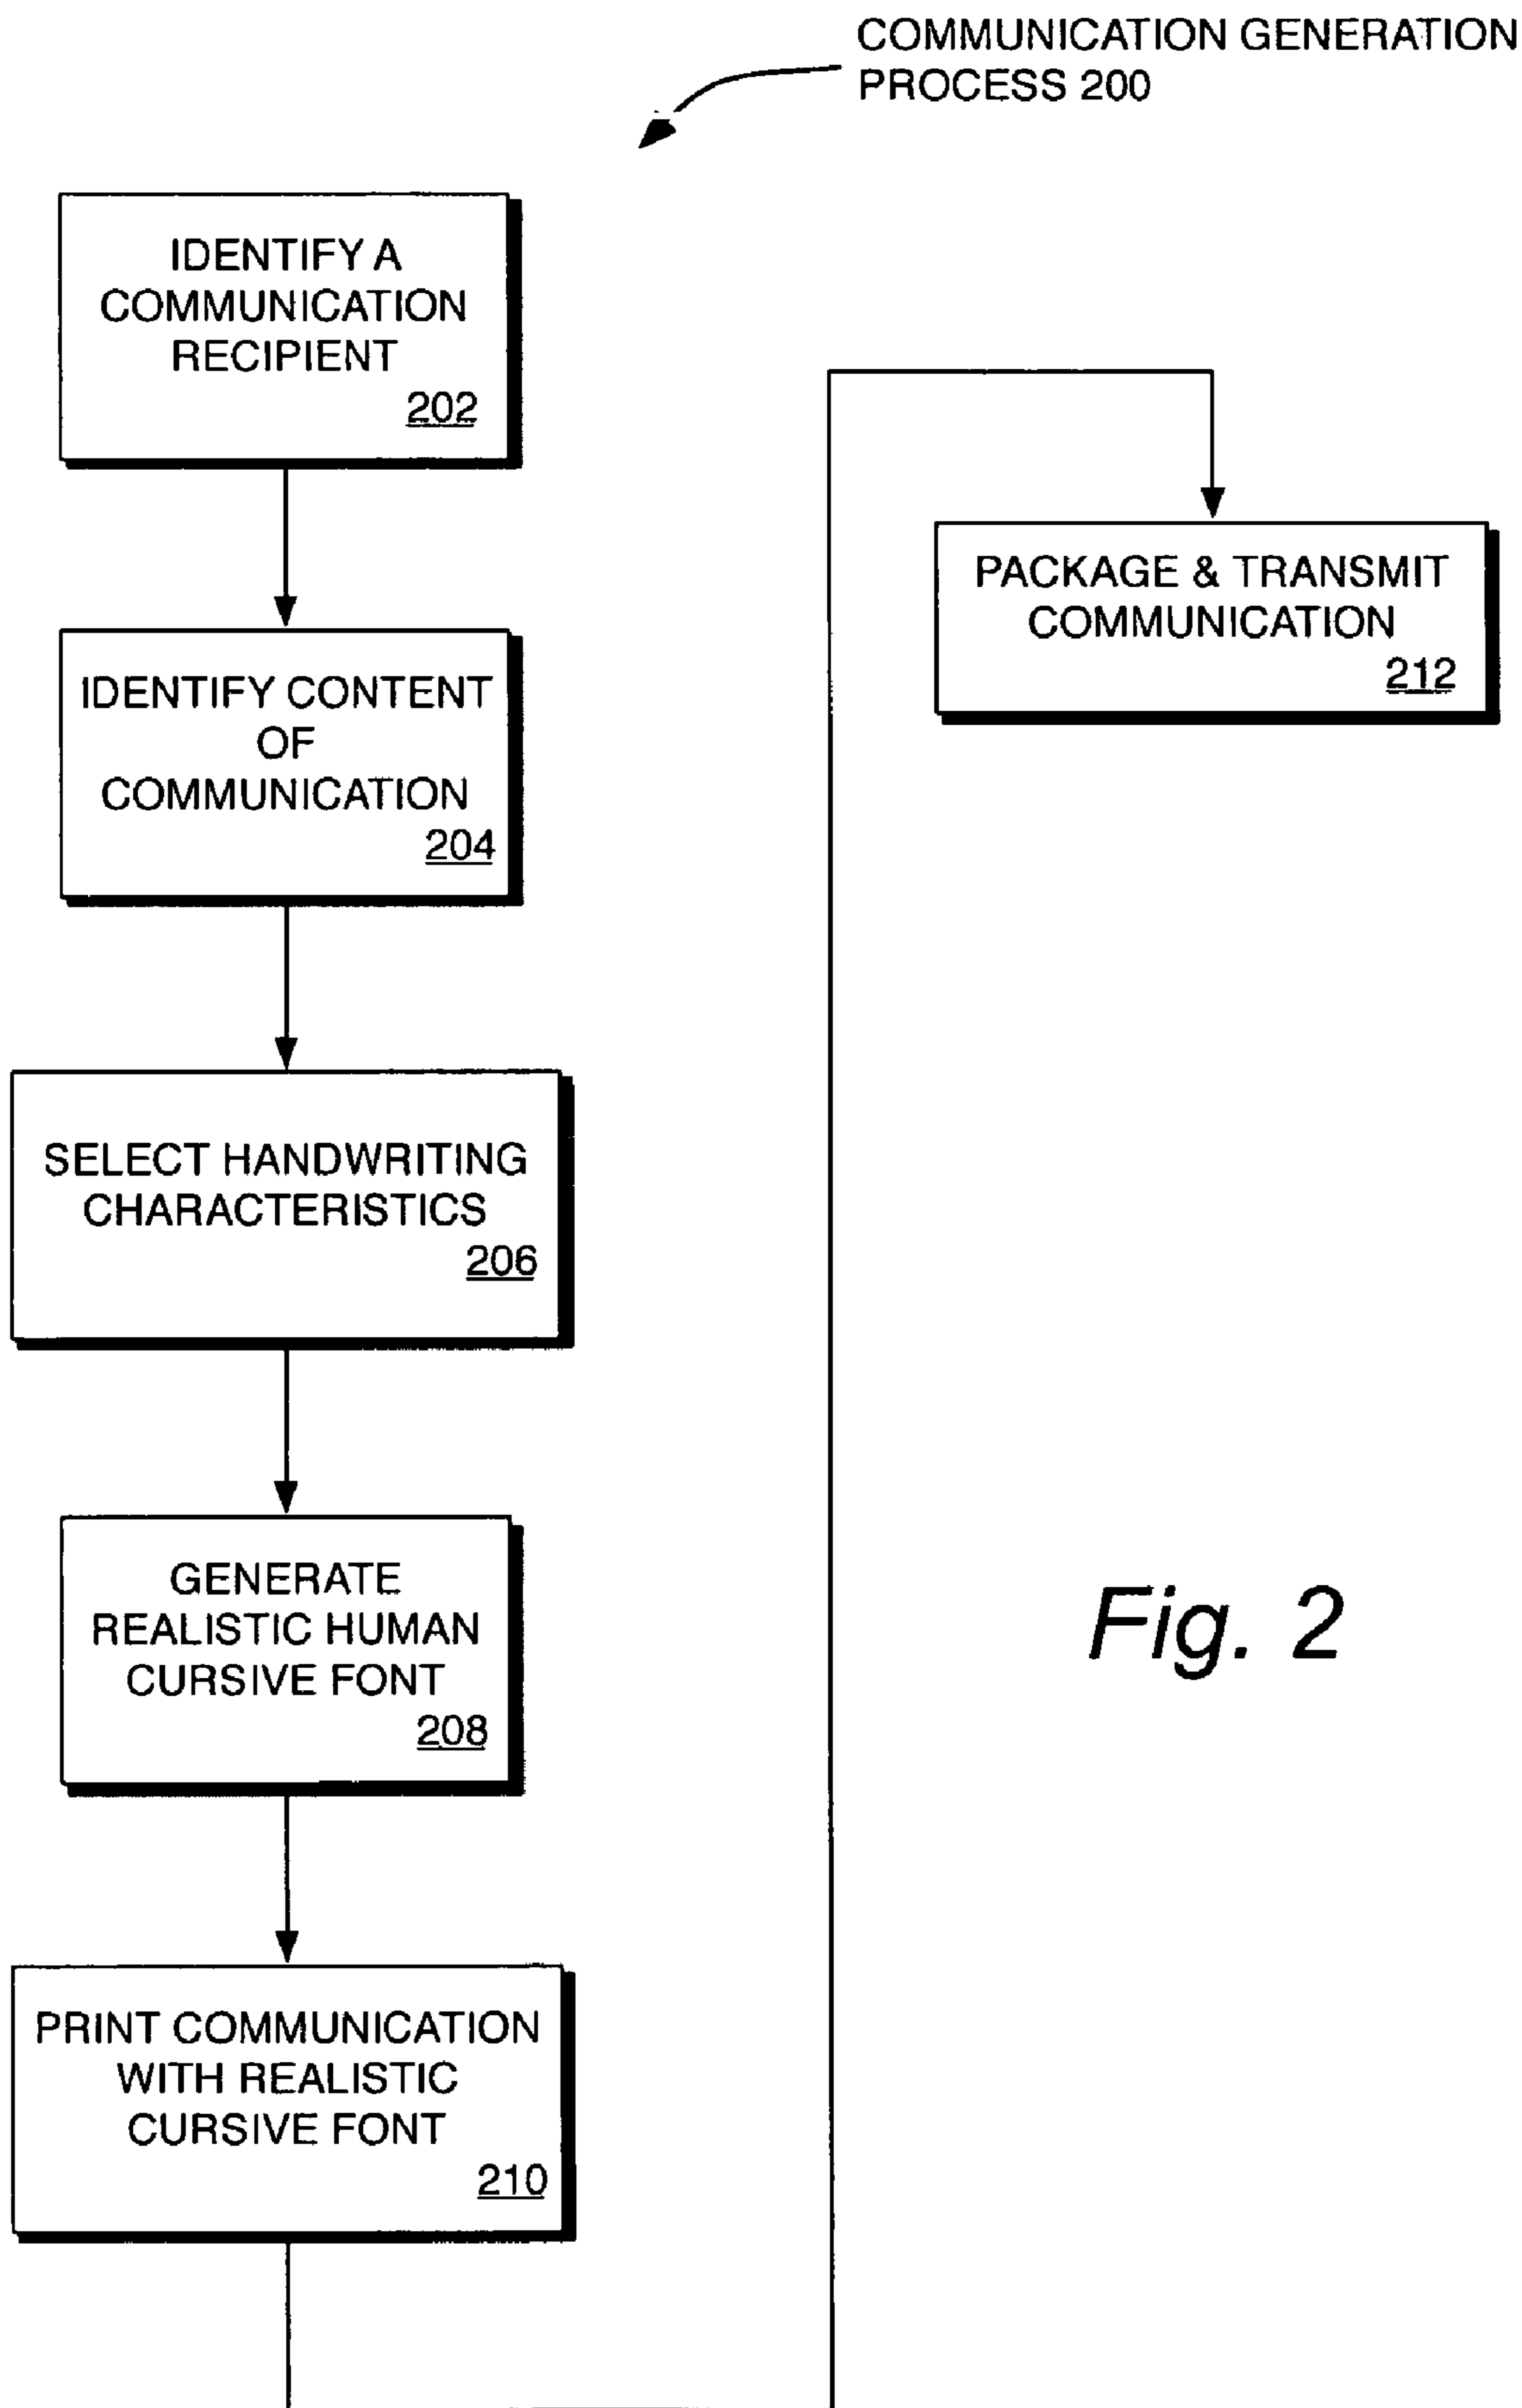 COMMUNICATION GENERATION
PROCESS 200
IDENTIFY A
COMMUNICATION
RECIPIENT
202
IDENTIFY CONTENT
OF
COMMUNICATION
204
SELECT HANDWRITING
CHARACTERISTICS
206
GENERATE
REALISTIC HUMAN
CURSIVE FONT
208
PRINT COMMUNICATION
WITH REALISTIC
CURSIVE FONT
210
PACKAGE & TRANSMIT
COMMUNICATION
212
Fig. 2